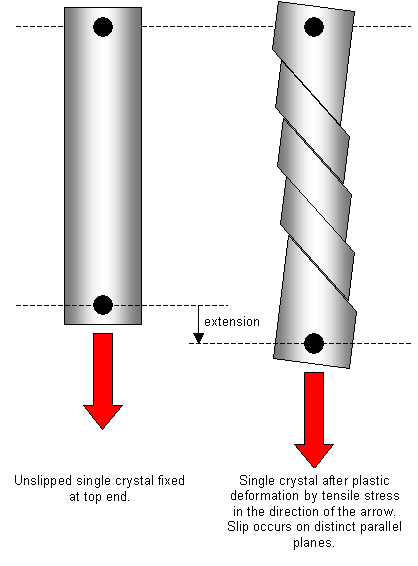 extension
Unslipped single crystal fixed
at top end.
Single crystal after plastic
deformation by tensile stress
in the direction of the arrow.
Slip occurs on distinct parallel
planes.